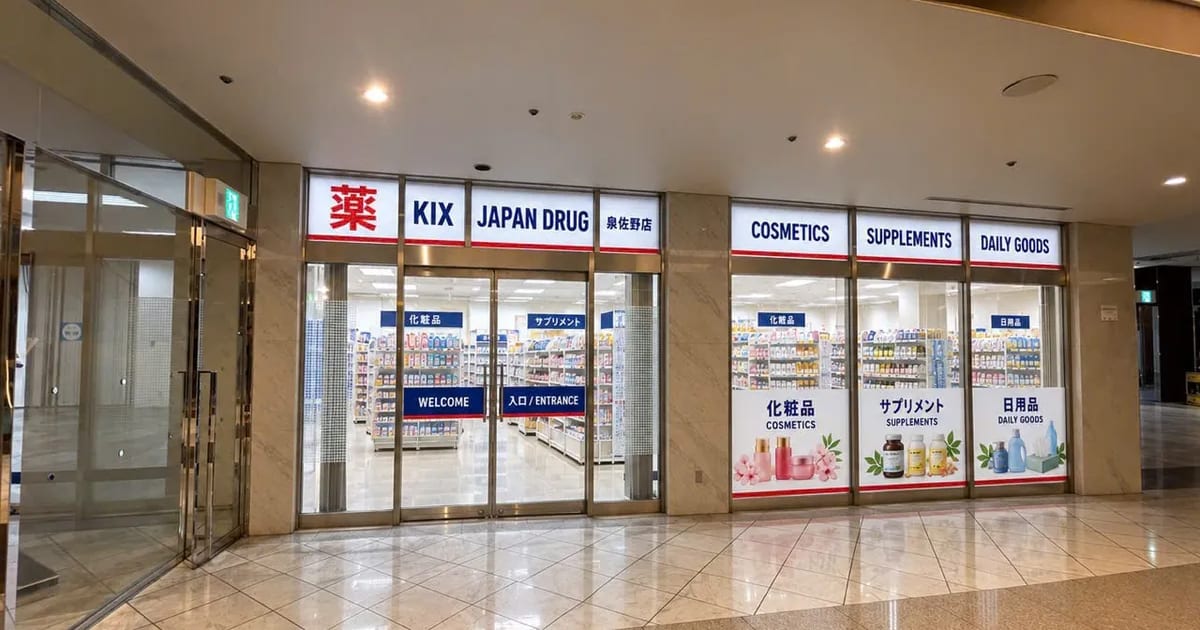 薬
KIX
JAPAN DRUG
泉佐野店
COSMETICS
SUPPLEMENTS
DAILY GOODS
化粧品
サプリメント
化粧品
日用品
WELCOME
入口 / ENTRANCE
化粧品
COSMETICS
サプリメント
SUPPLEMENTS
日用品
DAILY GOODS